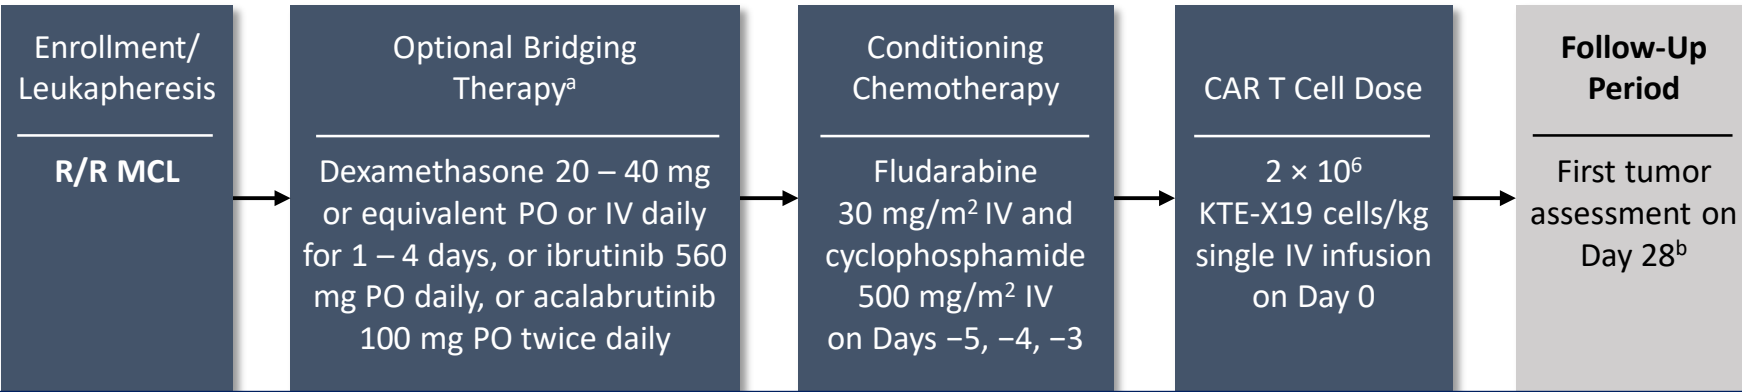 Enrollment/
Leukapheresis
R/R MCL
Optional Bridging
Therapyᵃ
Dexamethasone 20 – 40 mg
or equivalent PO or IV daily
for 1 – 4 days, or ibrutinib 560
mg PO daily, or acalabrutinib
100 mg PO twice daily
Conditioning
Chemotherapy
Fludarabine
30 mg/m² IV and
cyclophosphamide
500 mg/m² IV
on Days −5, −4, −3
CAR T Cell Dose
2 × 10⁶
KTE-X19 cells/kg
single IV infusion
on Day 0
Follow-Up
Period
First tumor
assessment on
Day 28ᵇ